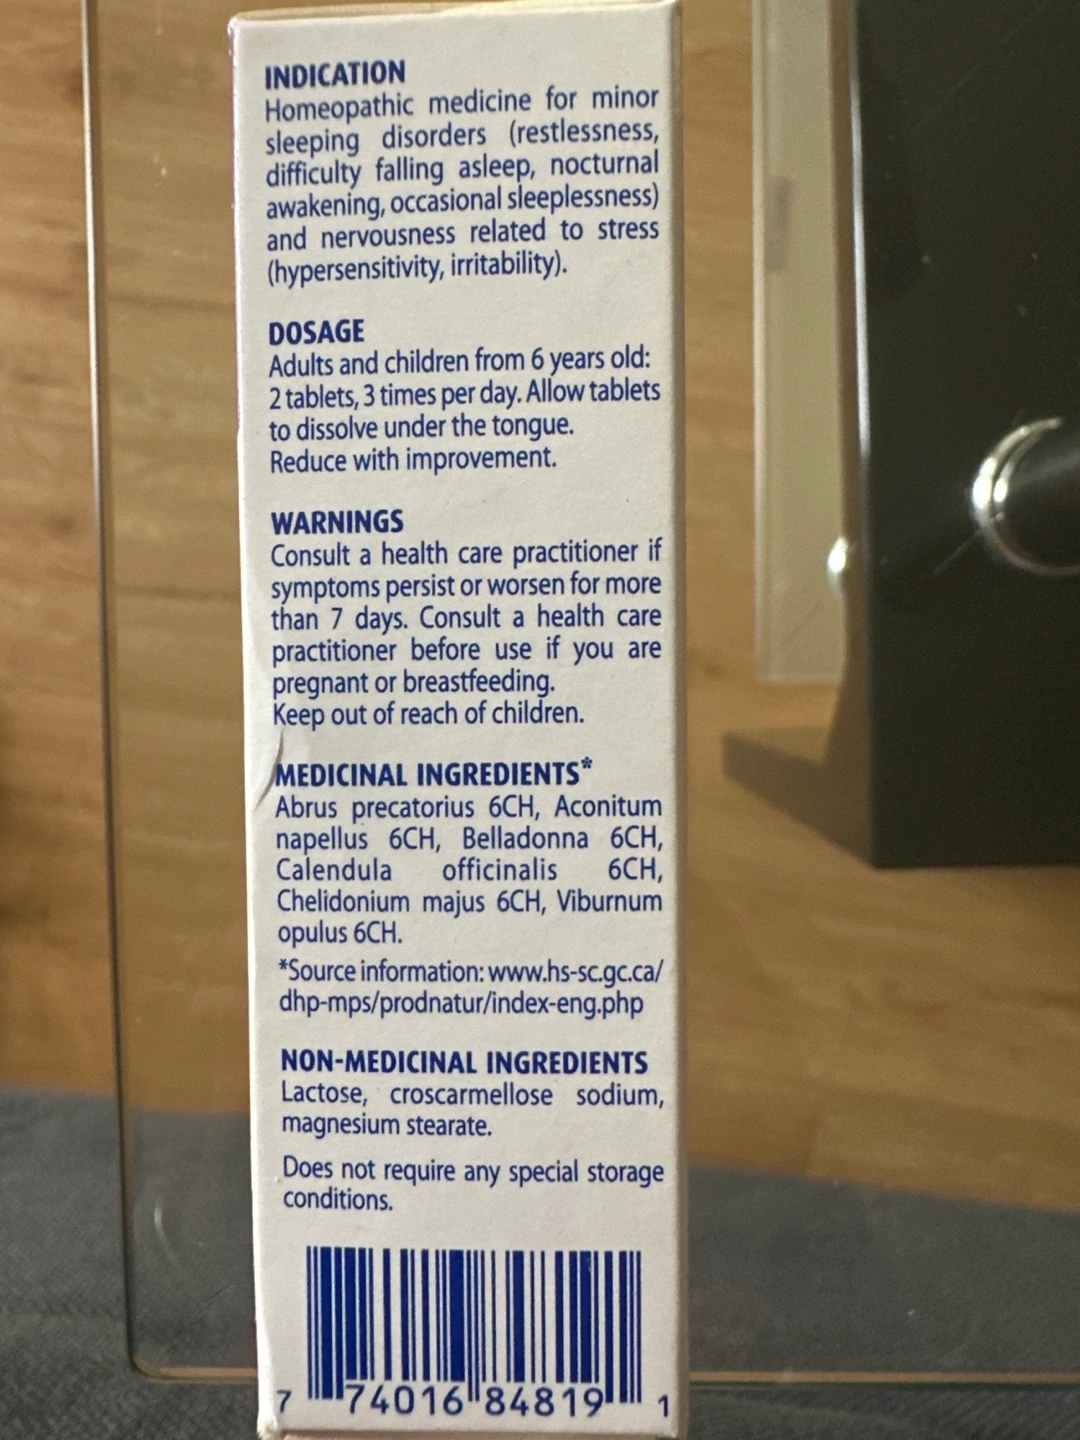 INDICATION
Homeopathic medicine for minor
sleeping disorders (restlessness,
difficulty falling asleep, nocturnal
awakening, occasional sleeplessness)
and nervousness related to stress
(hypersensitivity, irritability).
DOSAGE
Adults and children from 6 years old:
2 tablets, 3 times per day. Allow tablets
to dissolve under the tongue.
Reduce with improvement.
WARNINGS
Consult a health care practitioner if
symptoms persist or worsen for more
than 7 days. Consult a health care
practitioner before use if you are
pregnant or breastfeeding.
Keep out of reach of children.
MEDICINAL INGREDIENTS*
Abrus precatorius 6CH, Aconitum
napellus 6CH, Belladonna 6CH,
Calendula officinalis 6CH,
Chelidonium majus 6CH, Viburnum
opulus 6CH.
*Source information: www.hs-sc.gc.ca/
dhp-mps/prodnatur/index-eng.php
NON-MEDICINAL INGREDIENTS
Lactose, croscarmellose sodium,
magnesium stearate.
Does not require any special storage
conditions.
7 74016 84819 1